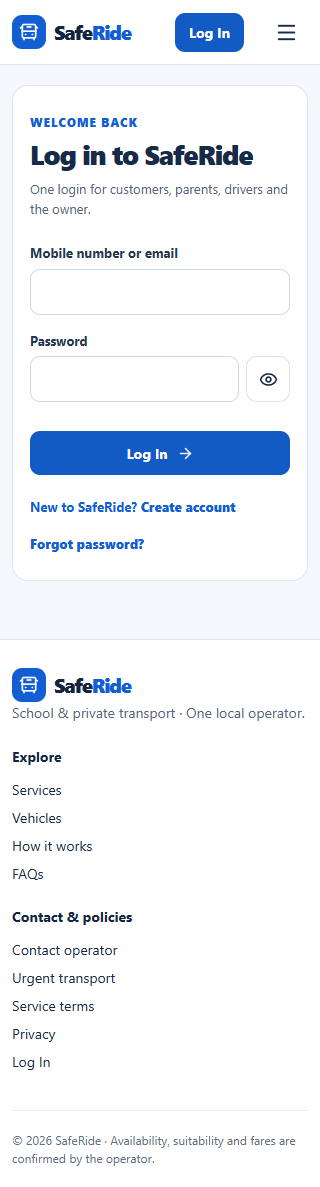 SafeRide
Log In
WELCOME BACK
Log in to SafeRide
One login for customers, parents, drivers and
the owner.
Mobile number or email
Password
Log In
New to SafeRide? Create account
Forgot password?
SafeRide
School & private transport · One local operator.
Explore
Services
Vehicles
How it works
FAQs
Contact & policies
Contact operator
Urgent transport
Service terms
Privacy
Log In
© 2026 SafeRide · Availability, suitability and fares are
confirmed by the operator.